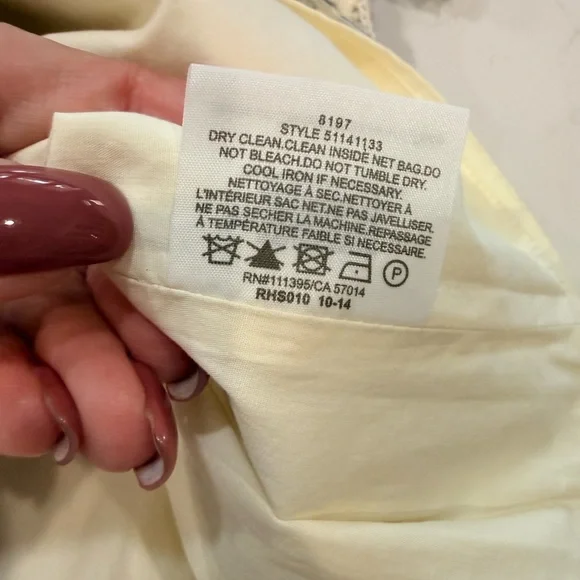 8197
STYLE 51141133
DRY CLEAN.CLEAN INSIDE NET BAG.DO
NOT BLEACH.DO NOT TUMBLE DRY.
COOL IRON IF NECESSARY.
NETTOYAGE À SEC.NETTOYER À
L'INTÉRIEUR SAC NET.NE PAS JAVELLISER.
NE PAS SECHER LA MACHINE.REPASSAGE
À TEMPÉRATURE FAIBLE SI NECESSAIRE.
P
RN#111395/CA 57014
RHS010 10-14